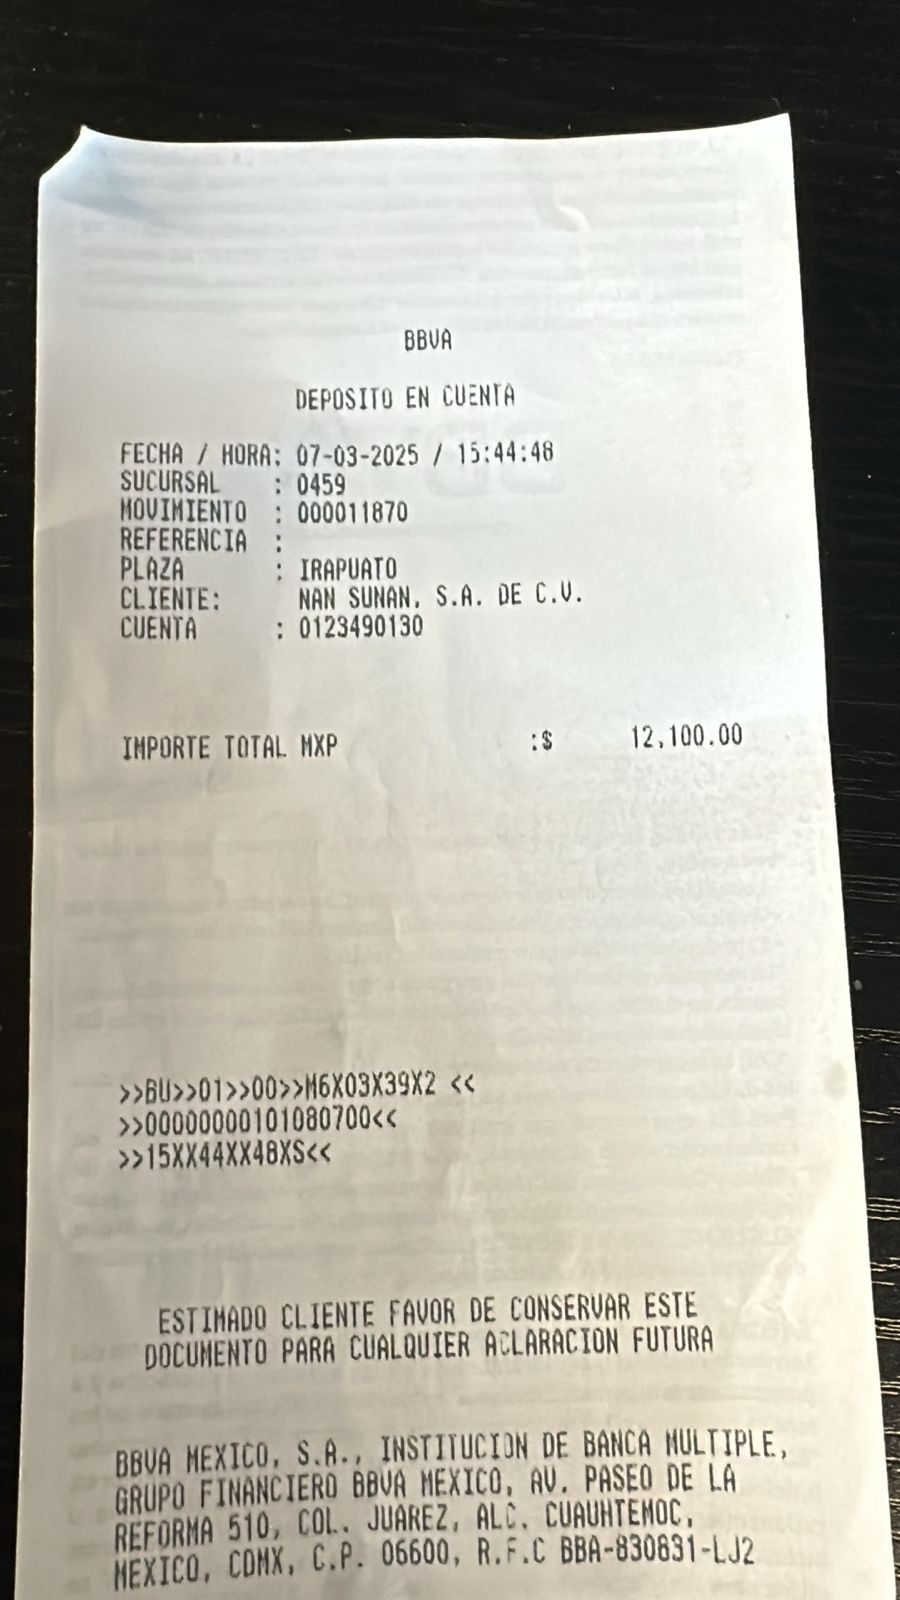 BBVA
DEPOSITO EN CUENTA
FECHA / HORA: 07-03-2025 / 15:44:48
SUCURSAL : 0459
MOVIMIENTO : 000011870
REFERENCIA :
PLAZA : IRAPUATO
CLIENTE: NAN SUNAN, S.A. DE C.V.
CUENTA : 0123490130
IMPORTE TOTAL MXP :$ 12,100.00
>>BU>>01>>00>>M6X03X39X2 <<
>>00000000101080700<<
>>15XX44XX48XS<<
ESTIMADO CLIENTE FAVOR DE CONSERVAR ESTE
DOCUMENTO PARA CUALQUIER ACLARACION FUTURA
BBVA MEXICO, S.A., INSTITUCION DE BANCA MULTIPLE,
GRUPO FINANCIERO BBVA MEXICO, AV. PASEO DE LA
REFORMA 510, COL. JUAREZ, ALC. CUAUHTEMOC,
MEXICO, CDMX, C.P. 06600, R.F.C BBA-830831-LJ2